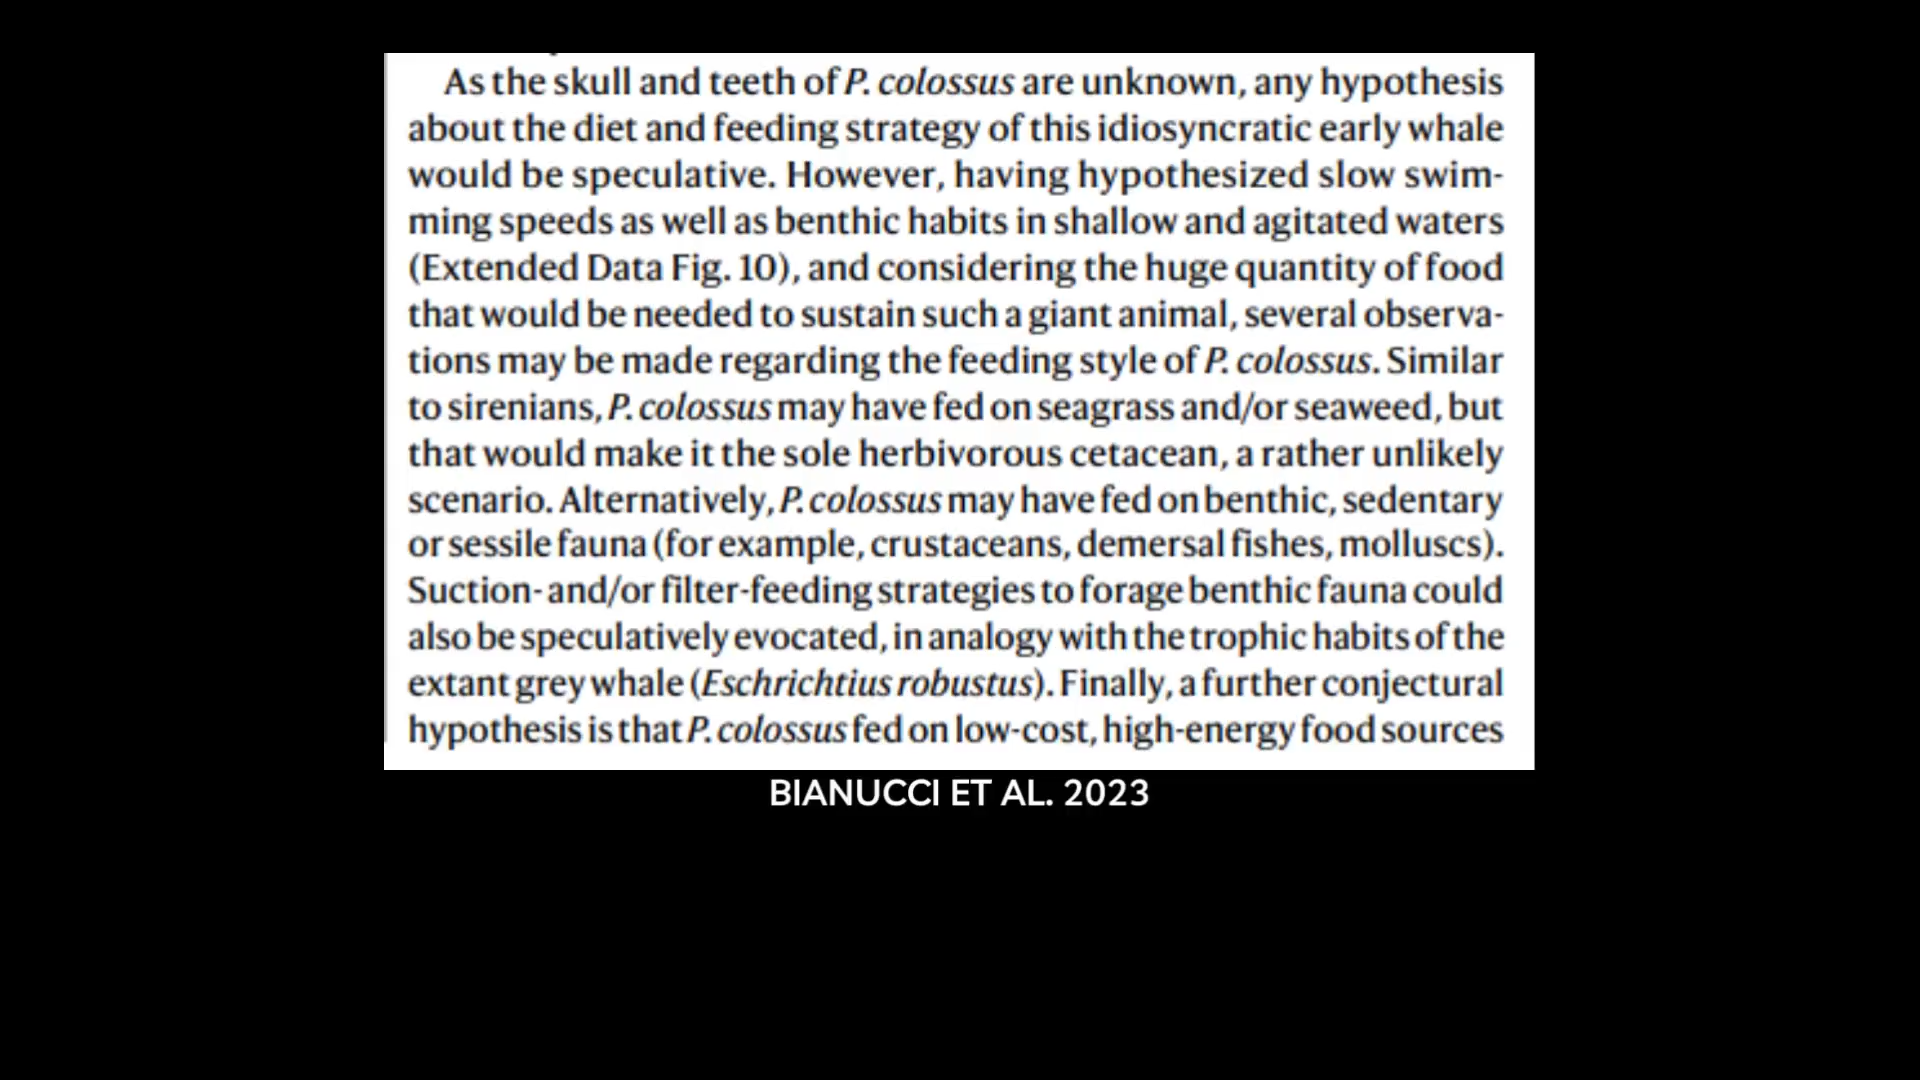 As the skull and teeth of P. colossus are unknown, any hypothesis
about the diet and feeding strategy of this idiosyncratic early whale
would be speculative. However, having hypothesized slow swim-
ming speeds as well as benthic habits in shallow and agitated waters
(Extended Data Fig. 10), and considering the huge quantity of food
that would be needed to sustain such a giant animal, several observa-
tions may be made regarding the feeding style of P. colossus. Similar
to sirenians, P. colossus may have fed on seagrass and/or seaweed, but
that would make it the sole herbivorous cetacean, a rather unlikely
scenario. Alternatively, P. colossus may have fed on benthic, sedentary
or sessile fauna (for example, crustaceans, demersal fishes, molluscs).
Suction- and/or filter-feeding strategies to forage benthic fauna could
also be speculatively evocated, in analogy with the trophic habits of the
extant grey whale (Eschrichtius robustus). Finally, a further conjectural
hypothesis is that P. colossus fed on low-cost, high-energy food sources
BIANUCCI ET AL. 2023